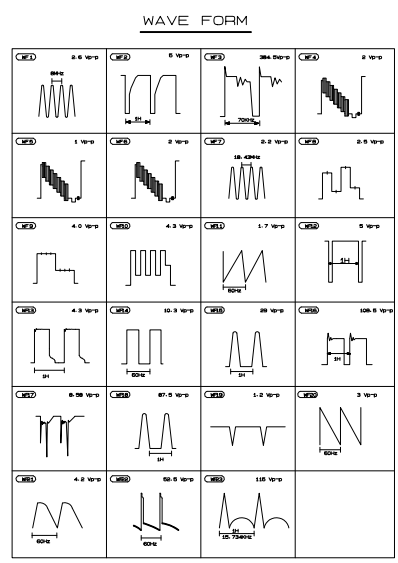 WAVE FORM
WF1 2.6 Vp-p
8MHz
WF2 5 Vp-p
1H
WF3 384.5Vp-p
70KHz
WF4 2 Vp-p
WF5 1 Vp-p
WF6 2 Vp-p
WF7 2.2 Vp-p
18.43MHz
WF8 2.5 Vp-p
WF9 4.0 Vp-p
WF10 4.3 Vp-p
WF11 1.7 Vp-p
60Hz
WF12 5 Vp-p
1H
WF13 4.3 Vp-p
1H
WF14 10.3 Vp-p
60Hz
WF15 29 Vp-p
1H
WF16 108.5 Vp-p
1H
WF17 8.56 Vp-p
WF18 87.5 Vp-p
1H
WF19 1.2 Vp-p
WF20 3 Vp-p
60Hz
4.2 Vp-p
60Hz
52.5 Vp-p
60Hz
115 Vp-p
1H
15.734KHz